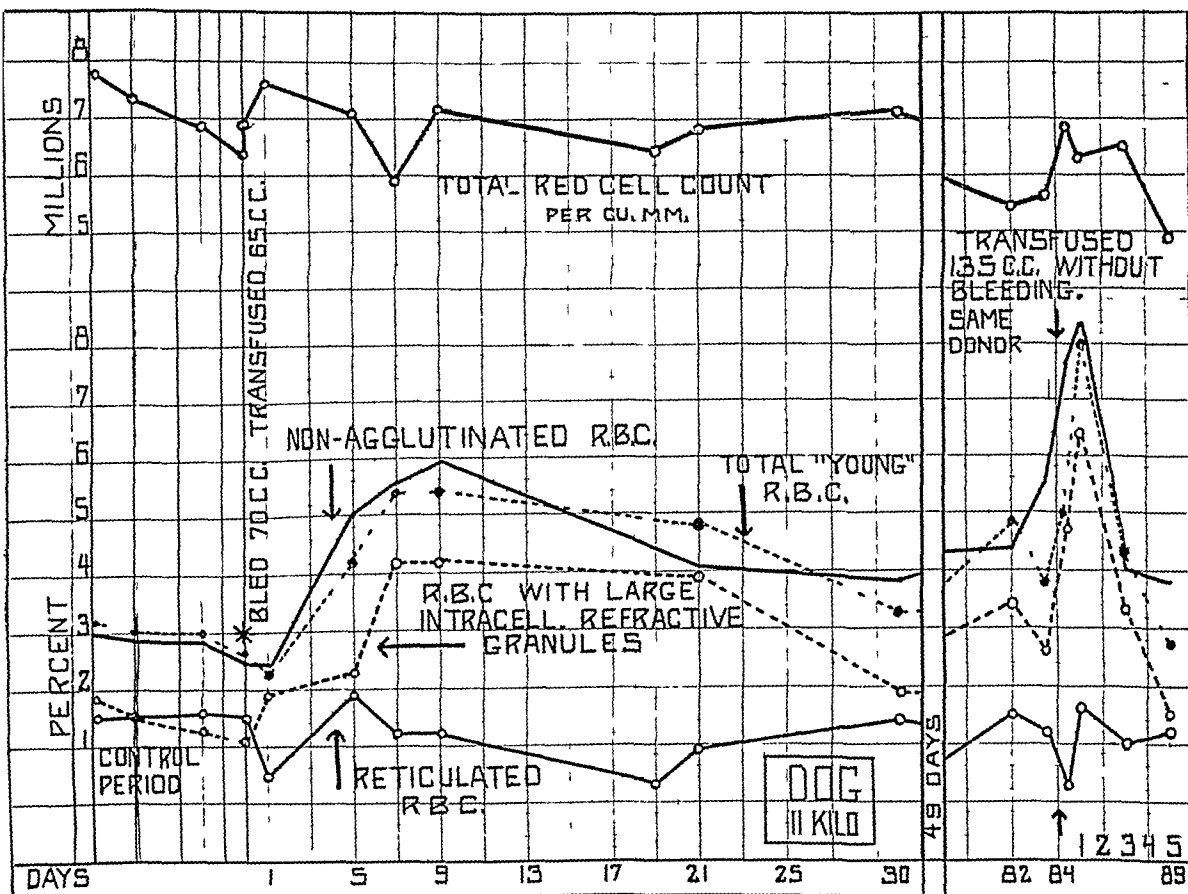 MILLIONS
8
7
6
5
TOTAL RED CELL COUNT
PER CU. MM.
BLED 70 CC. TRANSFUSED 65 CC.
TRANSFUSED
135 C.C. WITHOUT
BLEEDING.
SAME
DONOR
PERCENT
8
7
6
5
4
3
2
1
NON-AGGLUTINATED R.B.C.
TOTAL "YOUNG"
R.B.C.
R.B.C WITH LARGE
INTRACELL. REFRACTIVE
GRANULES
CONTROL
PERIOD
RETICULATED
R.B.C.
DOG
11 KILO
49 DAYS
1 2 3 4 5
DAYS 1 5 9 13 17 21 25 30 82 84 89